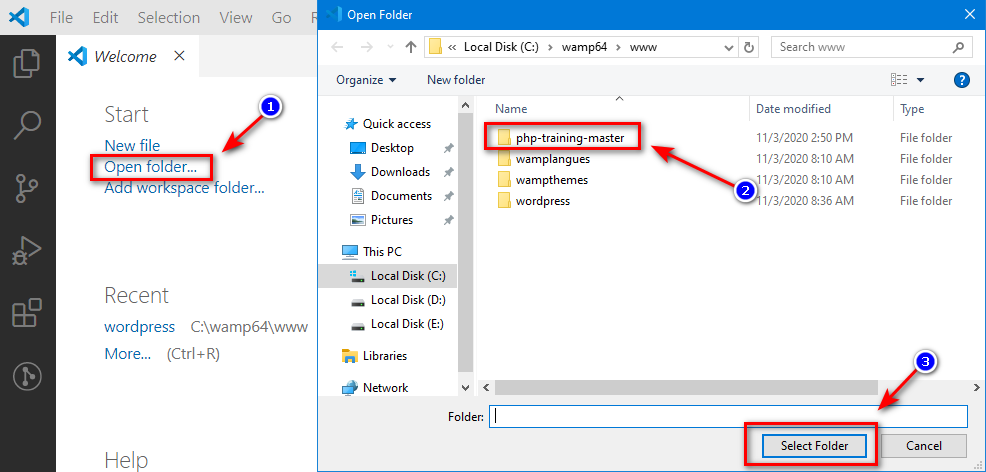 File Edit Selection View Go
Welcome
Start
New file
Open folder...
Add workspace folder...
1
Recent
wordpress C:\wamp64\www
More... (Ctrl+R)
Help
Open Folder
« Local Disk (C:) › wamp64 › www
Search www
Organize New folder
?
Quick access
Desktop
Downloads
Documents
Pictures
This PC
Local Disk (C:)
Local Disk (D:)
Local Disk (E:)
Libraries
Network
Name Date modified Type
php-training-master 11/3/2020 2:50 PM File folder
wamplangues 11/3/2020 8:10 AM File folder
wampthemes 11/3/2020 8:10 AM File folder
wordpress 11/3/2020 8:36 AM File folder
2
3
Folder:
Select Folder Cancel